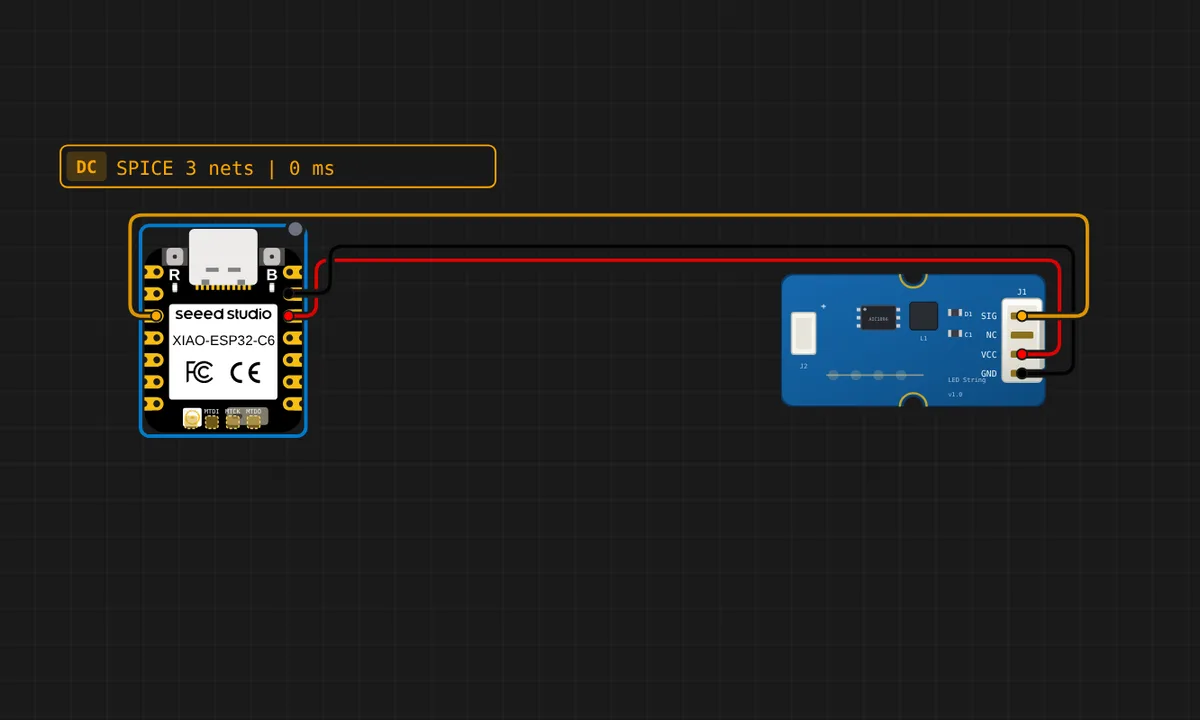 DC SPICE 3 nets | 0 ms
R B
seeed studio
XIAO-ESP32-C6
FC CE
MTDI MTCK MTDO
J1
+
AIC1896
D1
SIG
L1
C1
NC
VCC
J2
GND
LED String
v1.0